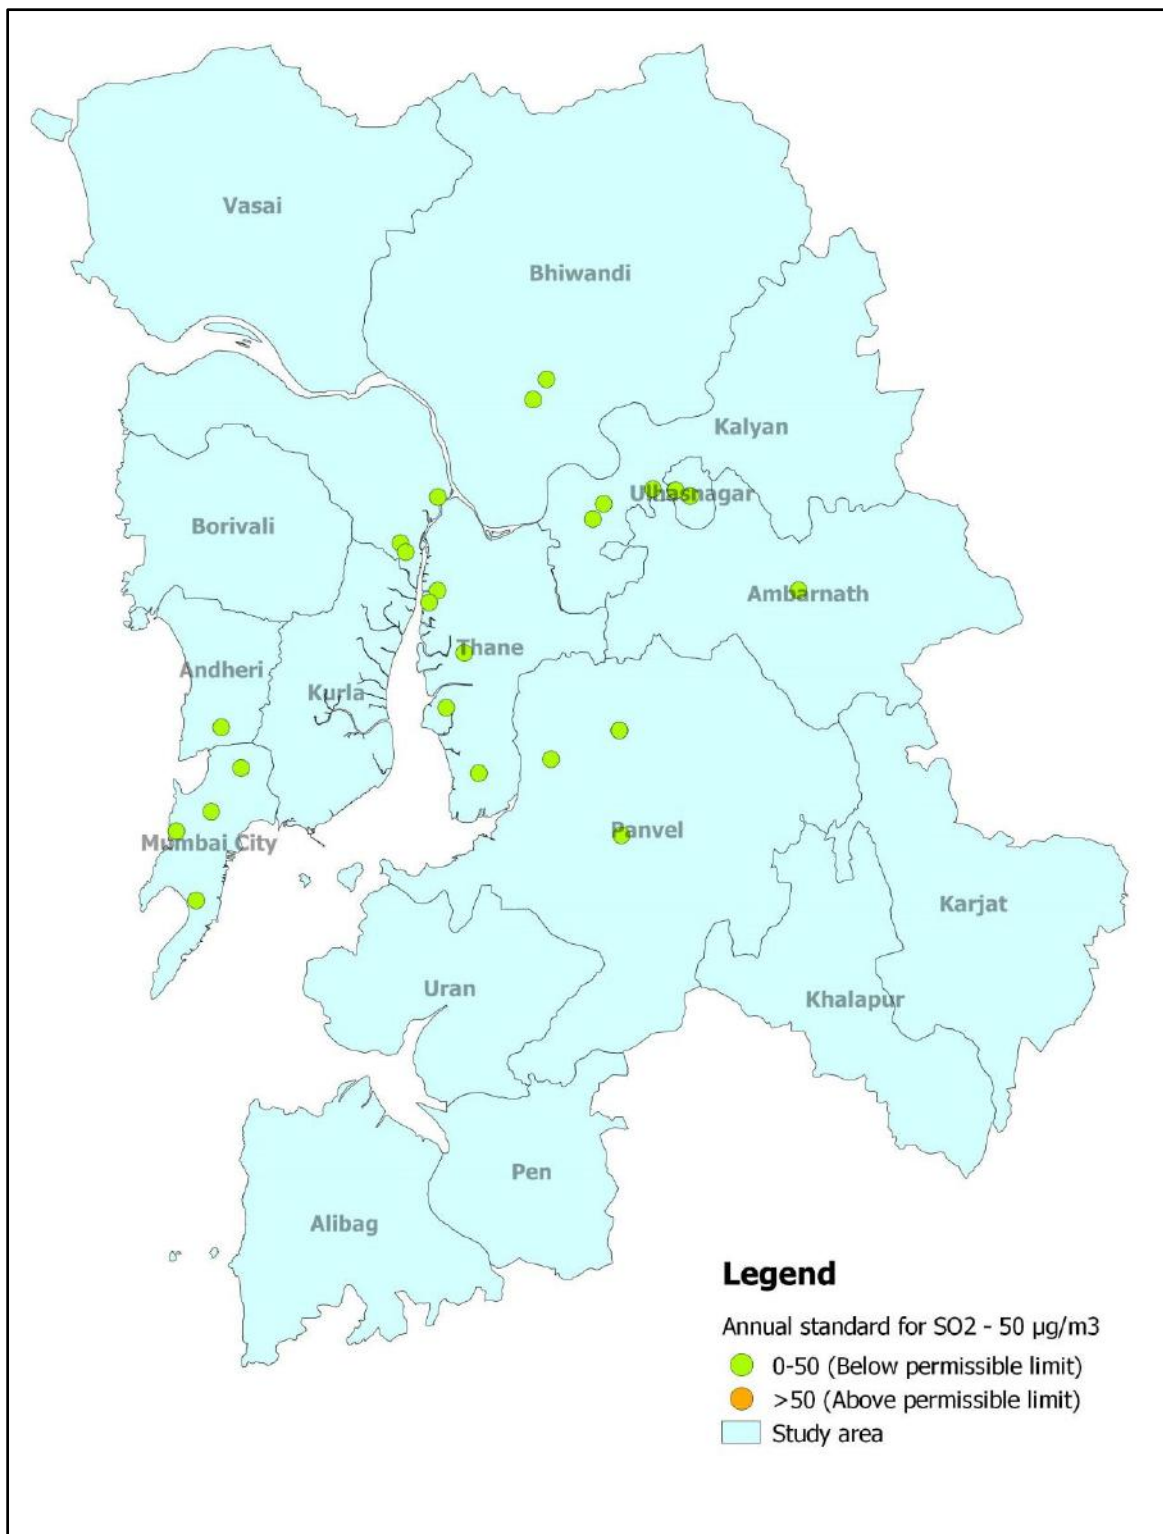 Vasai
Bhiwandi
Kalyan
Ulhasnagar
Borivali
Ambarnath
Thane
Andheri
Kurla
Panvel
Mumbai City
Karjat
Uran
Khalapur
Pen
Alibag
Legend
Annual standard for SO2 - 50 µg/m3
0-50 (Below permissible limit)
>50 (Above permissible limit)
Study area